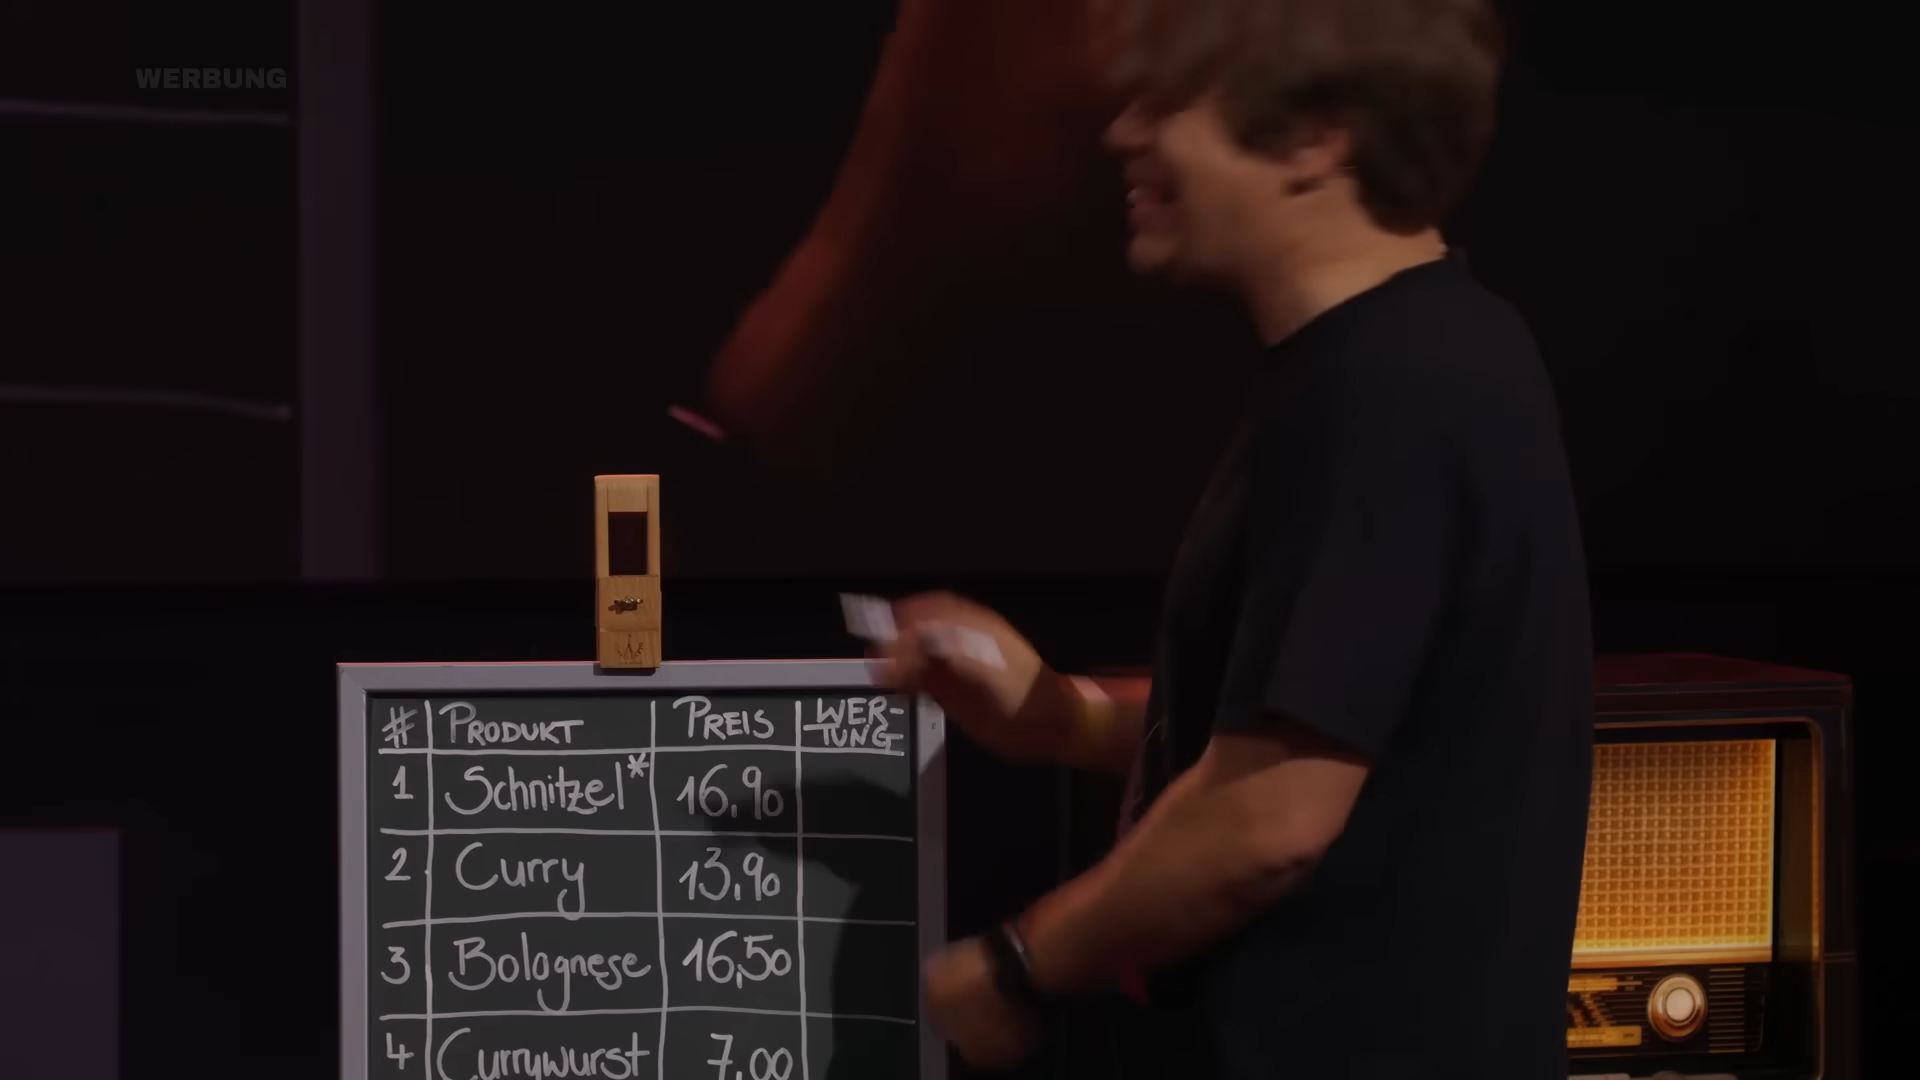 WERBUNG
# PRODUKT PREIS WER-
TUNG
1 Schnitzel* 16,90
2 Curry 13,90
3 Bolognese 16,50
4 Currywurst 7,00